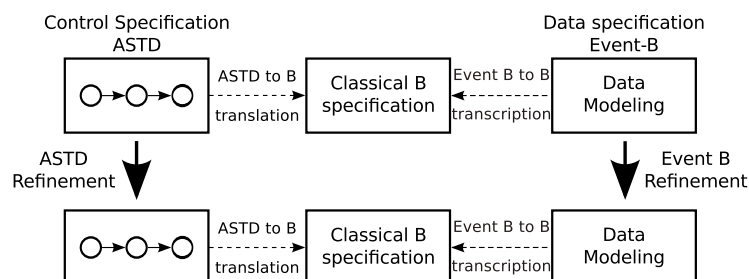 Control Specification
ASTD
Data specification
Event-B
ASTD to B
translation
Classical B
specification
Event B to B
transcription
Data
Modeling
ASTD
Refinement
Event B
Refinement
ASTD to B
translation
Classical B
specification
Event B to B
transcription
Data
Modeling